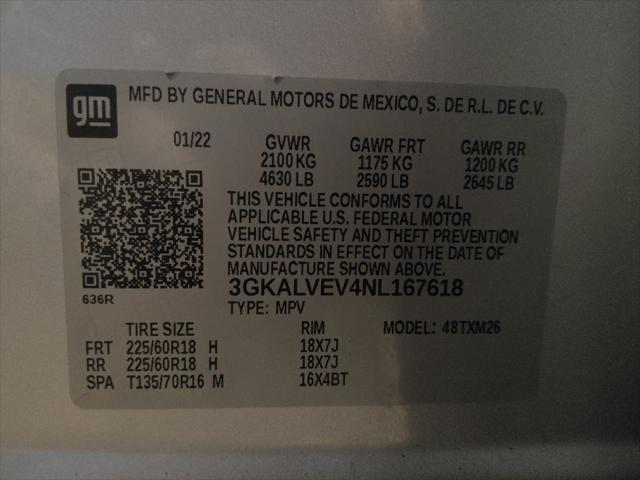 gm MFD BY GENERAL MOTORS DE MEXICO, S. DE R.L. DE C.V.
01/22 GVWR GAWR FRT GAWR RR
2100 KG 1175 KG 1200 KG
4630 LB 2590 LB 2645 LB
THIS VEHICLE CONFORMS TO ALL
APPLICABLE U.S. FEDERAL MOTOR
VEHICLE SAFETY AND THEFT PREVENTION
STANDARDS IN EFFECT ON THE DATE OF
MANUFACTURE SHOWN ABOVE.
3GKALVEV4NL167618
636R
TYPE: MPV
TIRE SIZE RIM MODEL: 48TXM26
FRT 225/60R18 H 18X7J
RR 225/60R18 H 18X7J
SPA T135/70R16 M 16X4BT